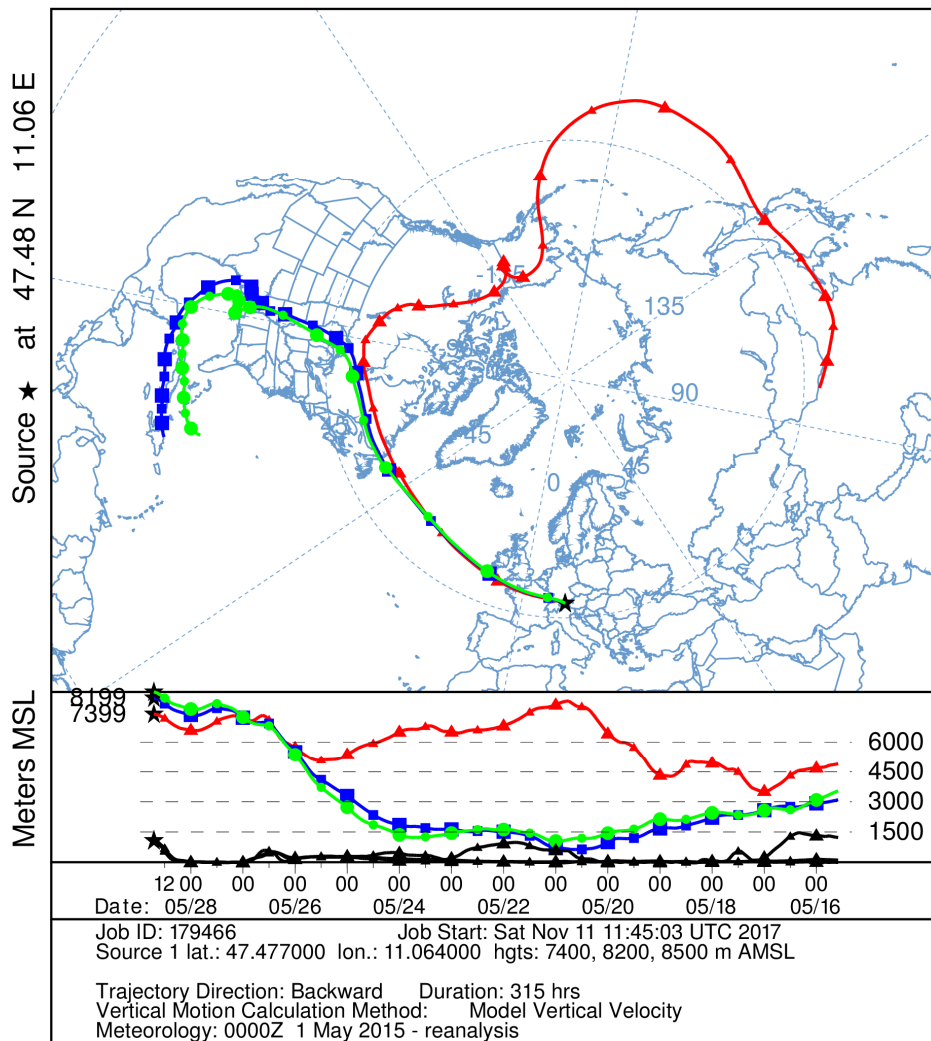 Source ★ at 47.48 N 11.06 E
135
90
45
45
0
Meters MSL
8199
7399
6000
4500
3000
1500
12 00 00 00 00 00 00 00 00 00 00 00 00 00
Date: 05/28 05/26 05/24 05/22 05/20 05/18 05/16
Job ID: 179466 Job Start: Sat Nov 11 11:45:03 UTC 2017
Source 1 lat.: 47.477000 lon.: 11.064000 hgts: 7400, 8200, 8500 m AMSL
Trajectory Direction: Backward Duration: 315 hrs
Vertical Motion Calculation Method: Model Vertical Velocity
Meteorology: 0000Z 1 May 2015 - reanalysis